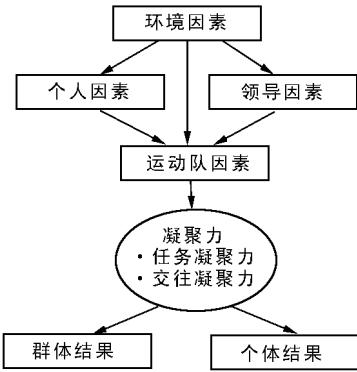 环境因素
个人因素
领导因素
运动队因素
凝聚力
·任务凝聚力
·交往凝聚力
群体结果
个体结果